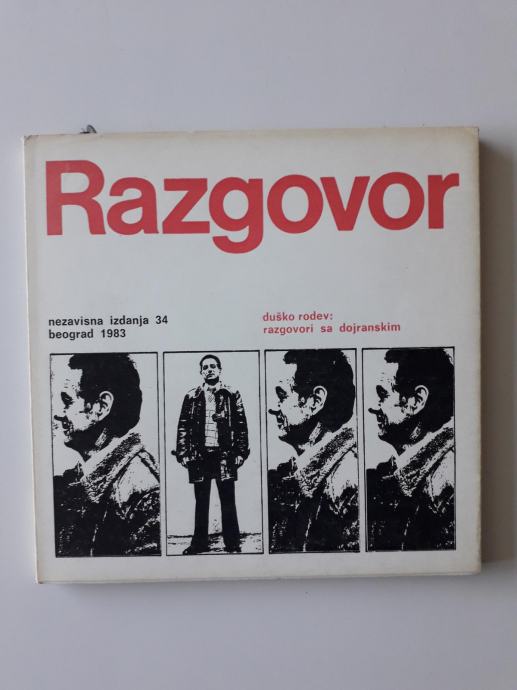 Razgovor
nezavisna izdanja 34
beograd 1983
duško rodev:
razgovori sa dojranskim